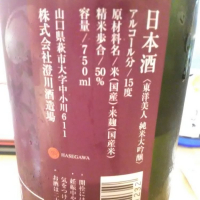 日本酒 〈東洋美人 純米大吟醸〉
アルコール分／15度
原材料名／米（国産）・米麹（国産米）
精米歩合／50％
容量／750ml
山口県萩市大字中小川611
株式会社澄川酒造場
HASEGAWA